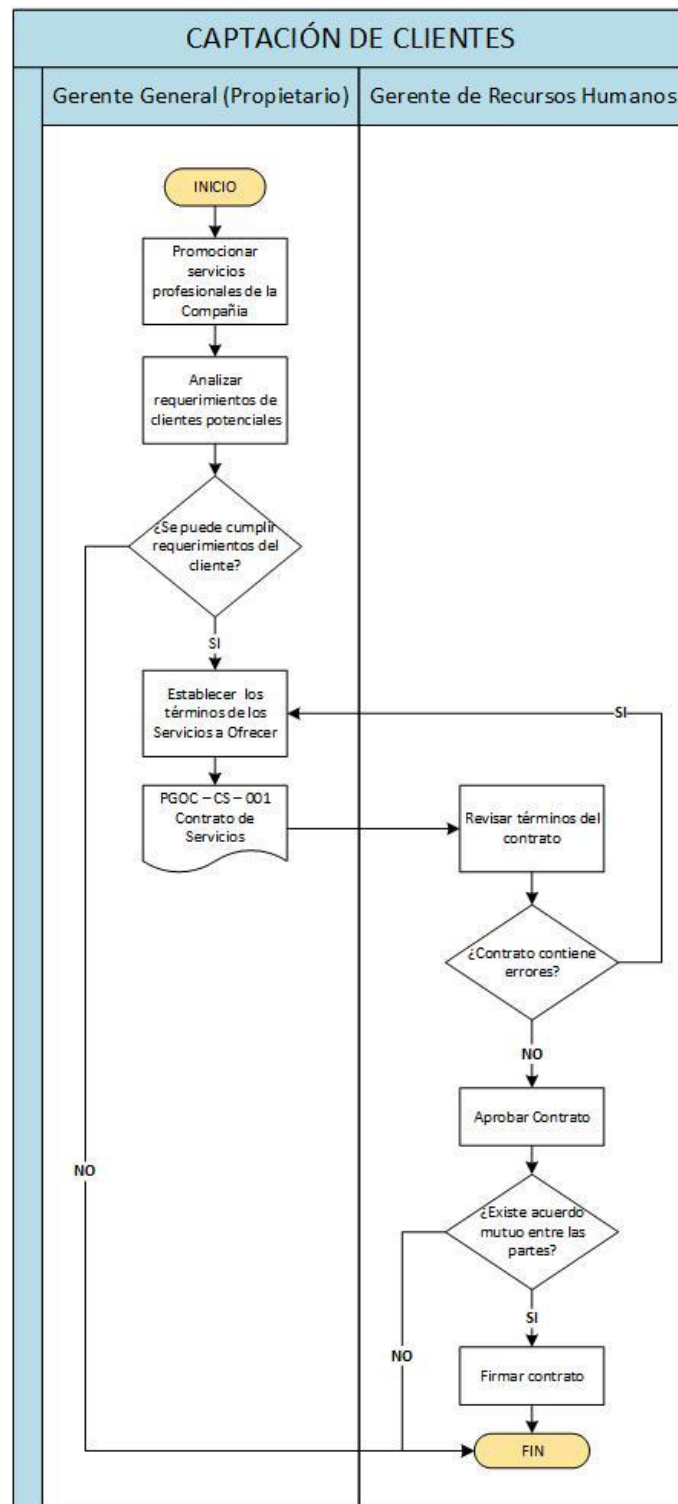 CAPTACIÓN DE CLIENTES
Gerente General (Propietario)
Gerente de Recursos Humanos
INICIO
Promocionar
servicios
profesionales de la
Compañia
Analizar
requerimientos de
clientes potenciales
¿Se puede cumplir
requerimientos del
cliente?
SI
Establecer los
términos de los
Servicios a Ofrecer
SI
PGOC – CS – 001
Contrato de
Servicios
Revisar términos del
contrato
¿Contrato contiene
errores?
NO
Aprobar Contrato
NO
¿Existe acuerdo
mutuo entre las
partes?
SI
NO
Firmar contrato
FIN